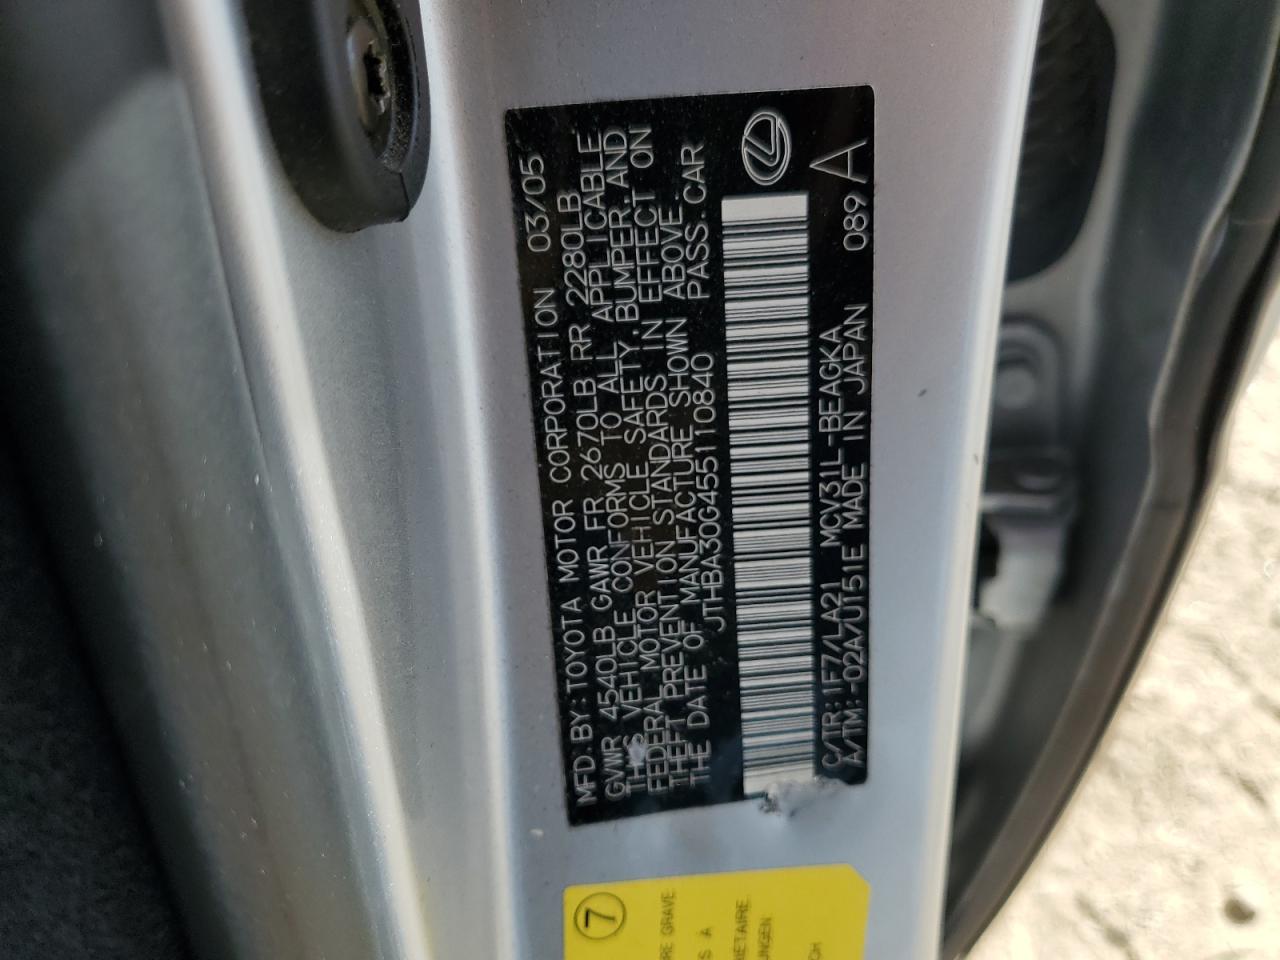 MFD. BY: TOYOTA MOTOR CORPORATION 03/05
GVWR 4540LB GAWR FR 2670LB RR 2280LB
THIS VEHICLE CONFORMS TO ALL APPLICABLE
FEDERAL MOTOR VEHICLE SAFETY, BUMPER, AND
THEFT PREVENTION STANDARDS IN EFFECT ON
THE DATE OF MANUFACTURE SHOWN ABOVE.
JTHBA30G455110840 PASS. CAR
C/TR: 1F7/LA21 MCV31L-BEAGKA 089 A
A/TM: -02A/U151E MADE IN JAPAN
7
GRAVE
S A